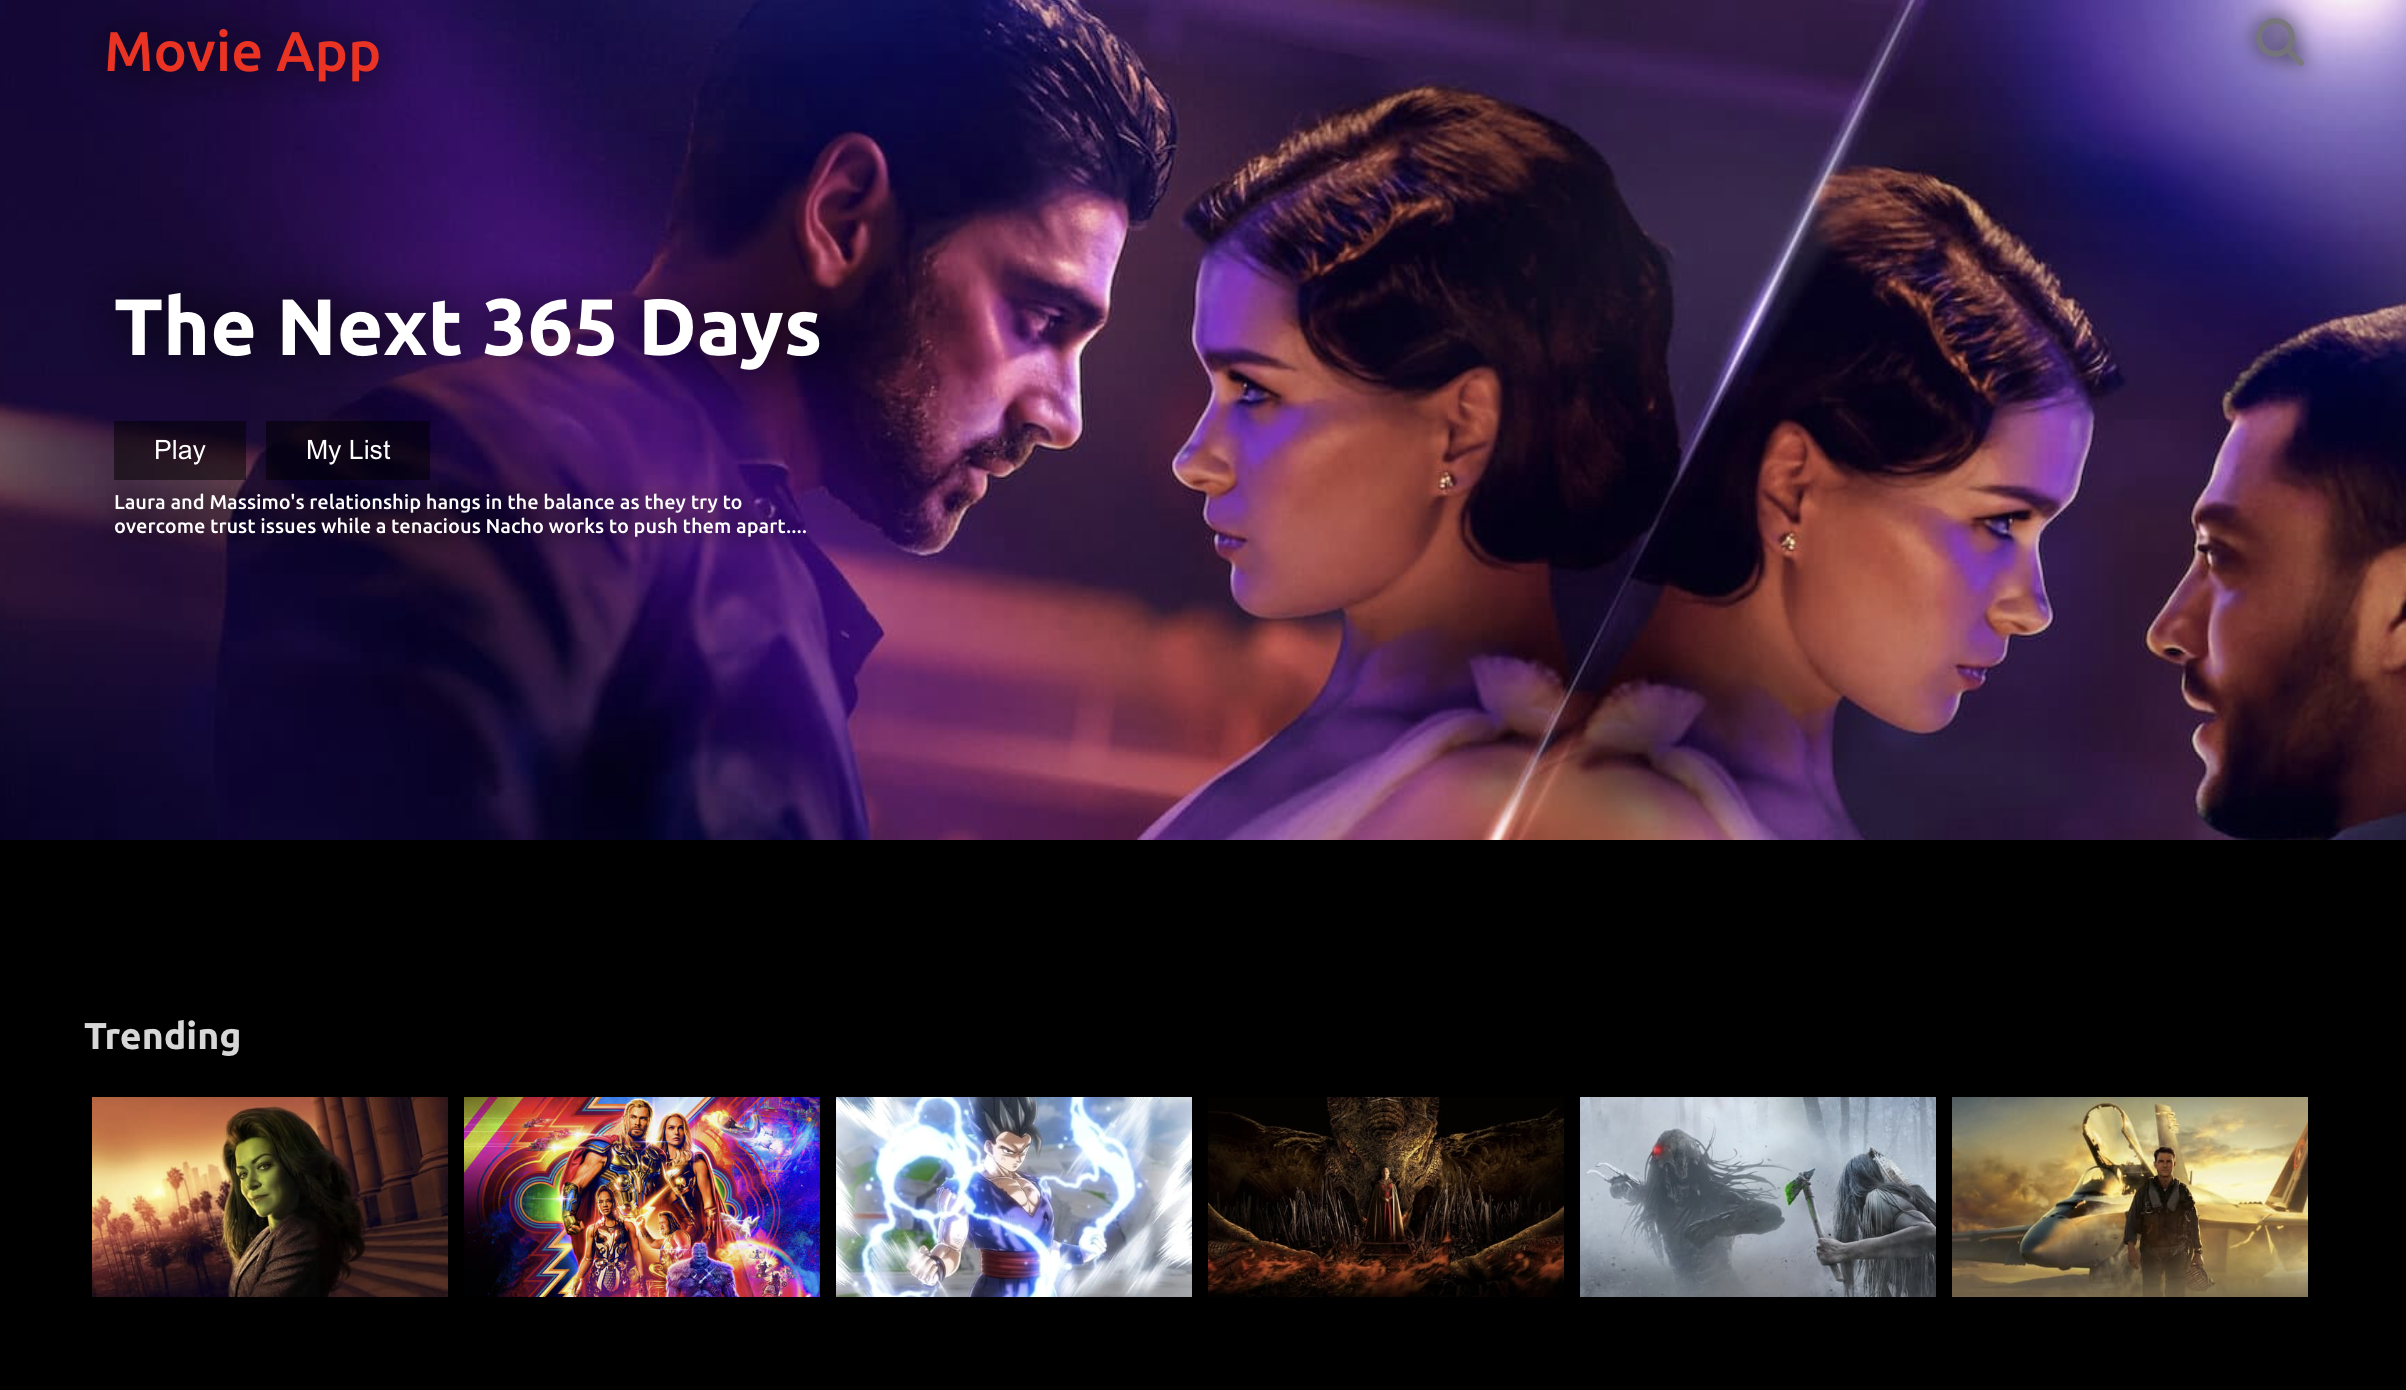 Movie App
The Next 365 Days
Play
My List
Laura and Massimo's relationship hangs in the balance as they try to
overcome trust issues while a tenacious Nacho works to push them apart....
Trending